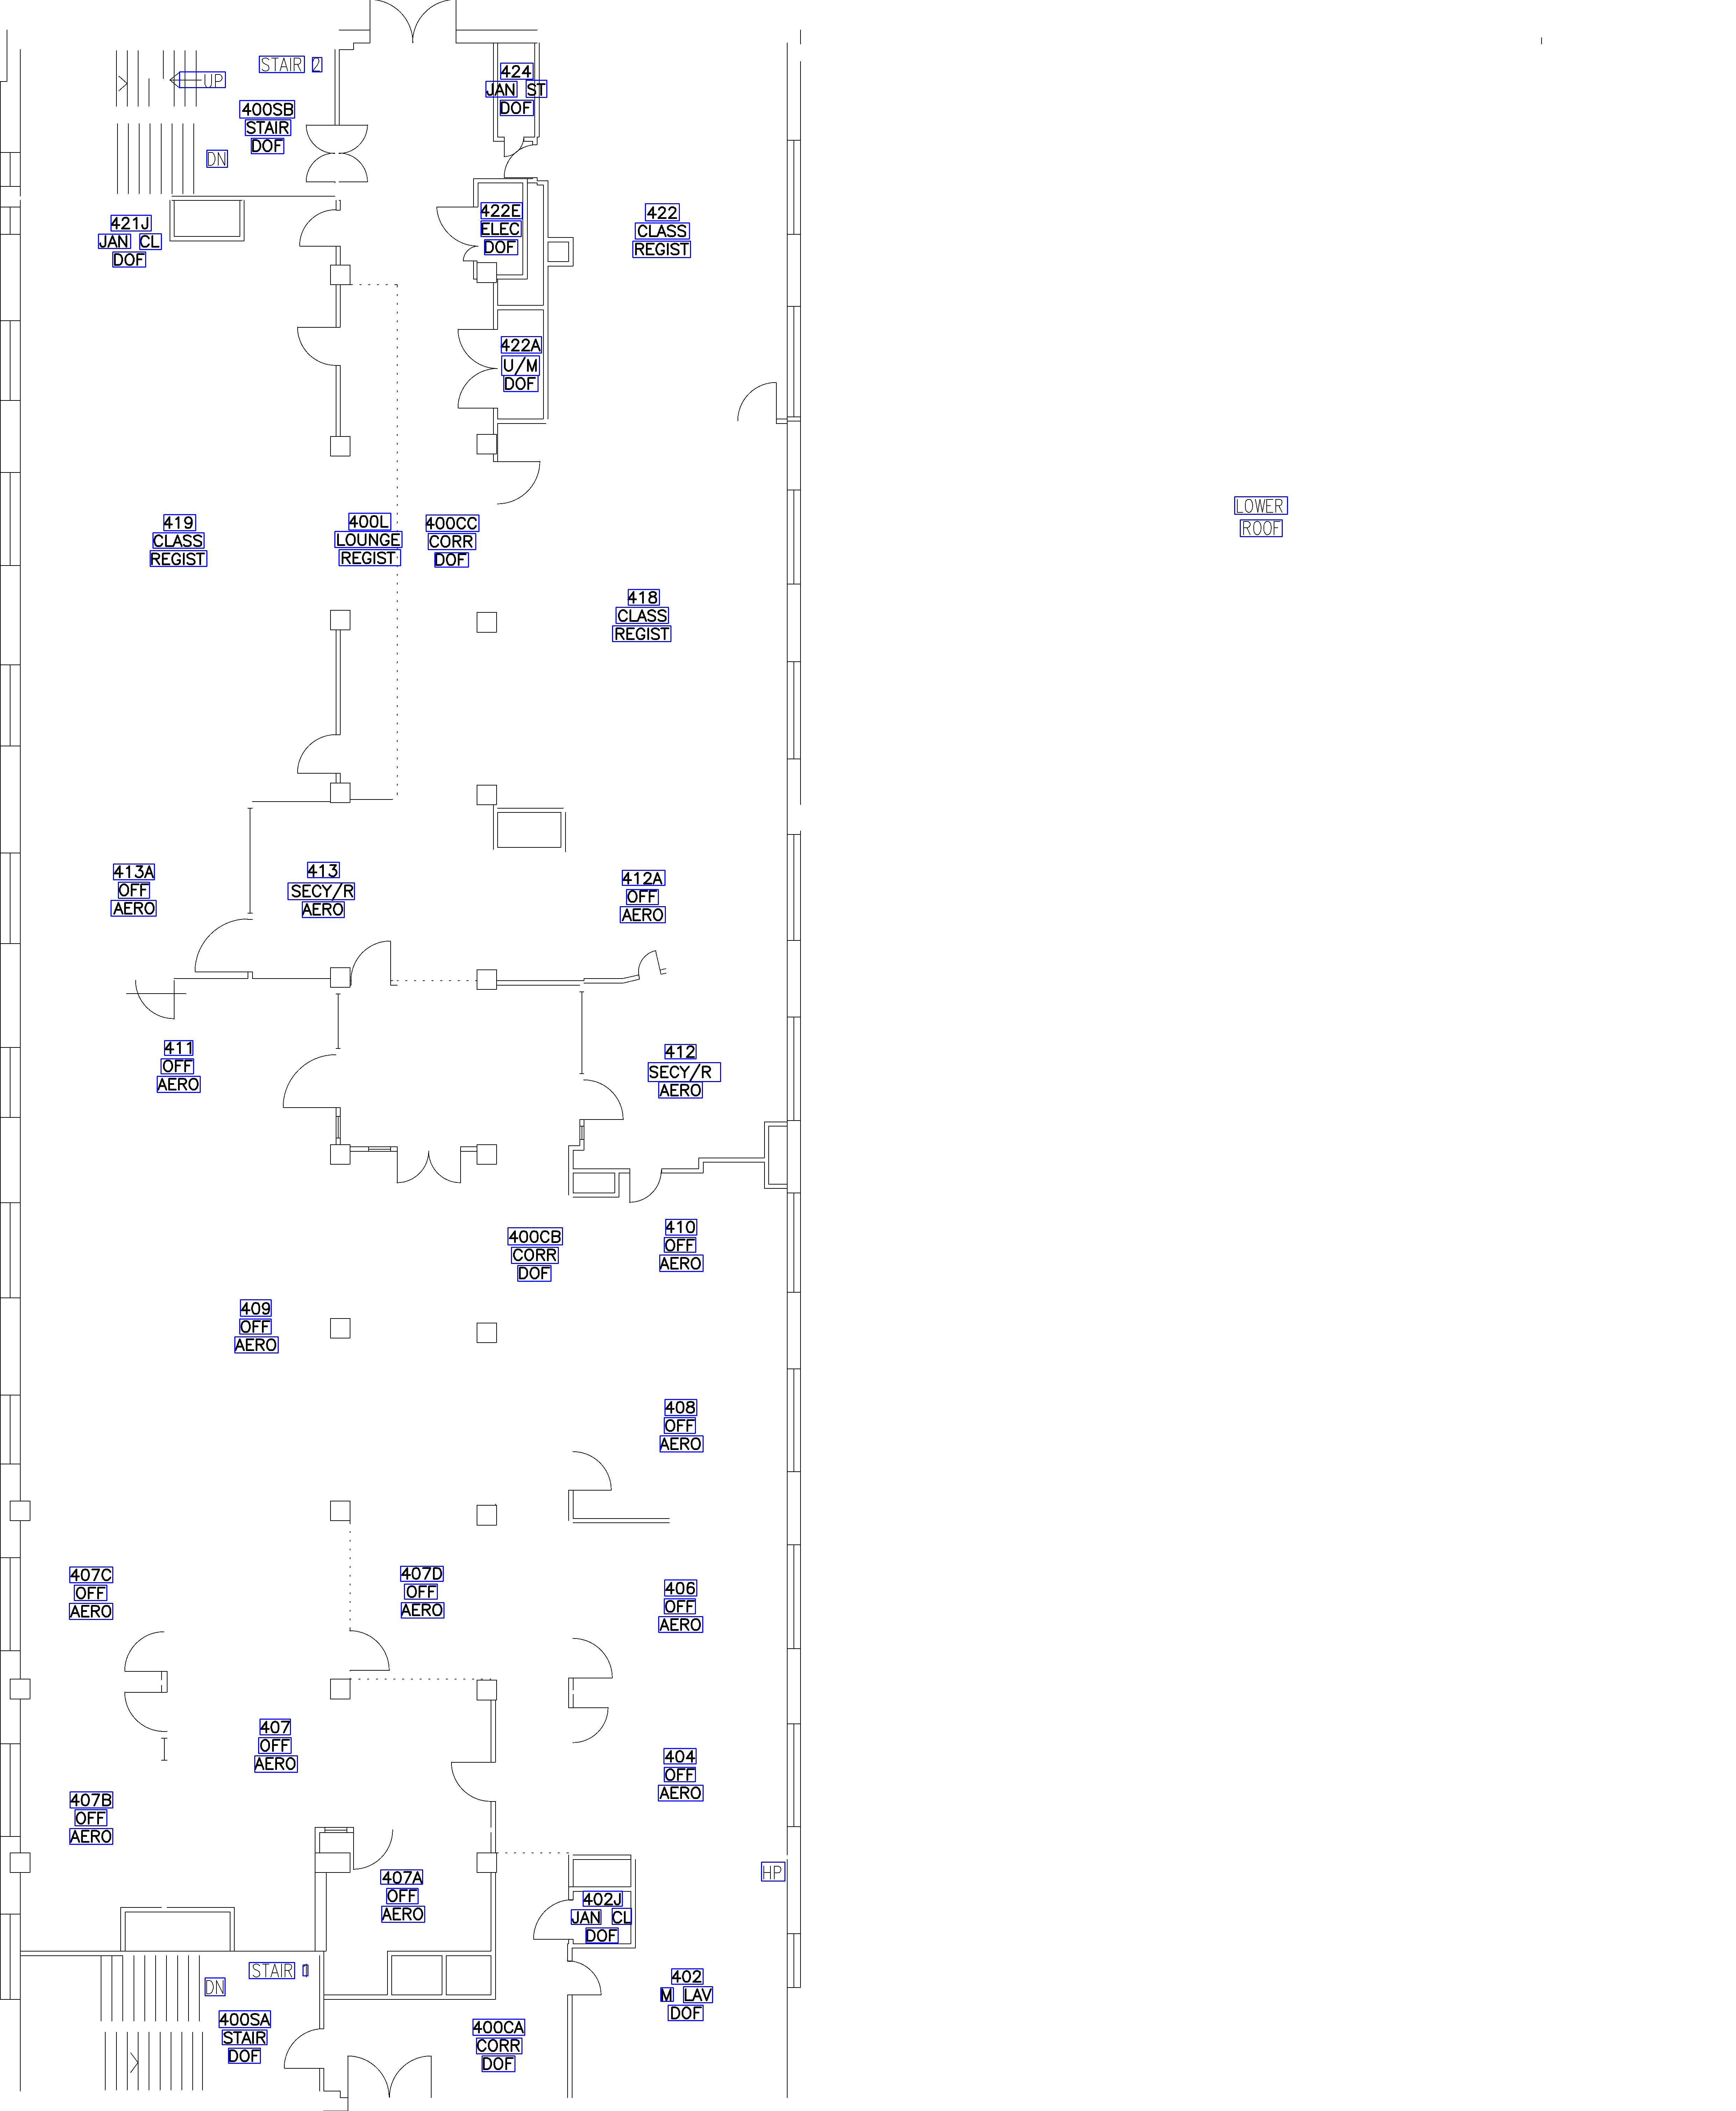 STAIR 2
UP
424
JAN ST
DOF
400SB
STAIR
DOF
DN
421J
JAN CL
DOF
422E
ELEC
DOF
422
CLASS
REGIST
422A
U/M
DOF
LOWER
ROOF
419
CLASS
REGIST
400L
LOUNGE
REGIST
400CC
CORR
DOF
418
CLASS
REGIST
413A
OFF
AERO
413
SECY/R
AERO
412A
OFF
AERO
411
OFF
AERO
412
SECY/R
AERO
410
OFF
AERO
400CB
CORR
DOF
409
OFF
AERO
408
OFF
AERO
407C
OFF
AERO
407D
OFF
AERO
406
OFF
AERO
407
OFF
AERO
404
OFF
AERO
407B
OFF
AERO
HP
407A
OFF
AERO
402J
JAN CL
DOF
STAIR 1
DN
402
M LAV
DOF
400SA
STAIR
DOF
400CA
CORR
DOF